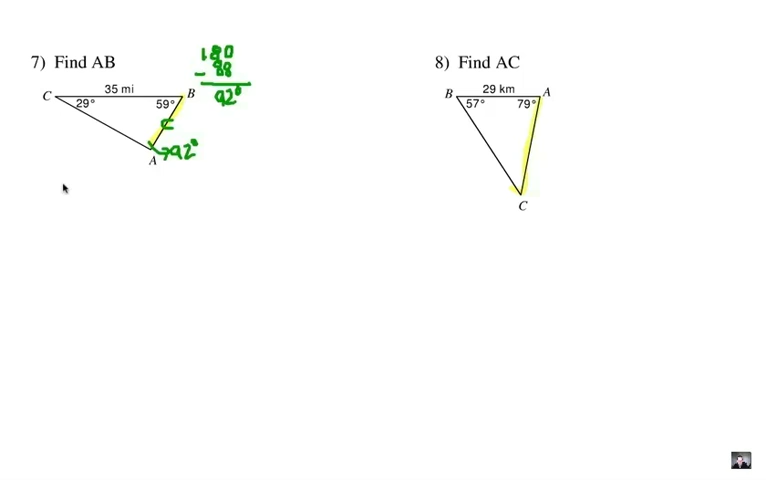 7) Find AB
180
- 88
92°
C
35 mi
B
29°
59°
c
A
→92°
8) Find AC
B
29 km
A
57°
79°
C